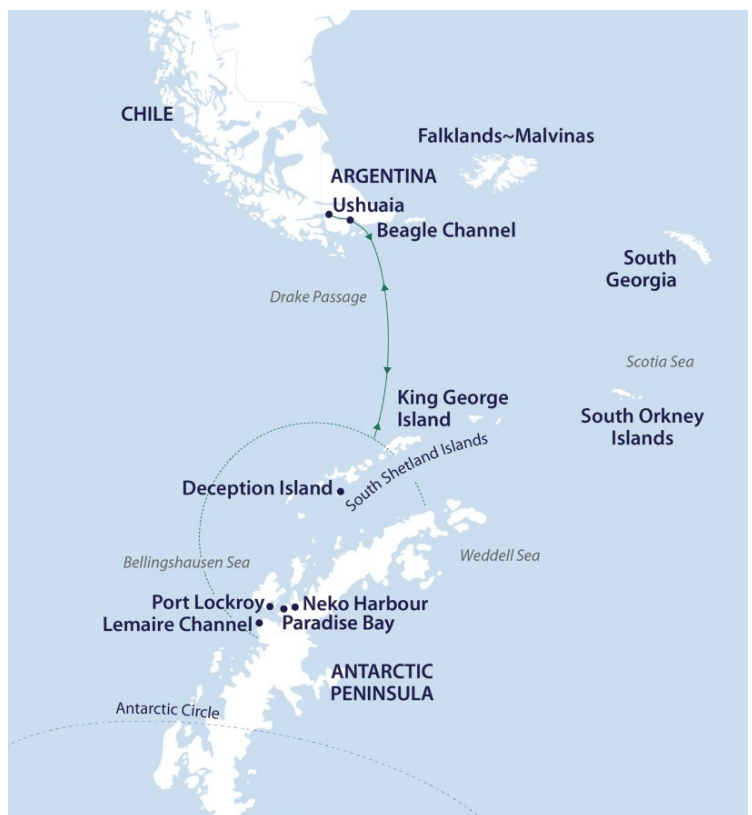 CHILE
Falklands~Malvinas
ARGENTINA
Ushuaia
Beagle Channel
South
Georgia
Drake Passage
Scotia Sea
King George
Island
South Orkney
Islands
South Shetland Islands
Deception Island
Weddell Sea
Bellingshausen Sea
Port Lockroy
Neko Harbour
Lemaire Channel
Paradise Bay
ANTARCTIC
PENINSULA
Antarctic Circle